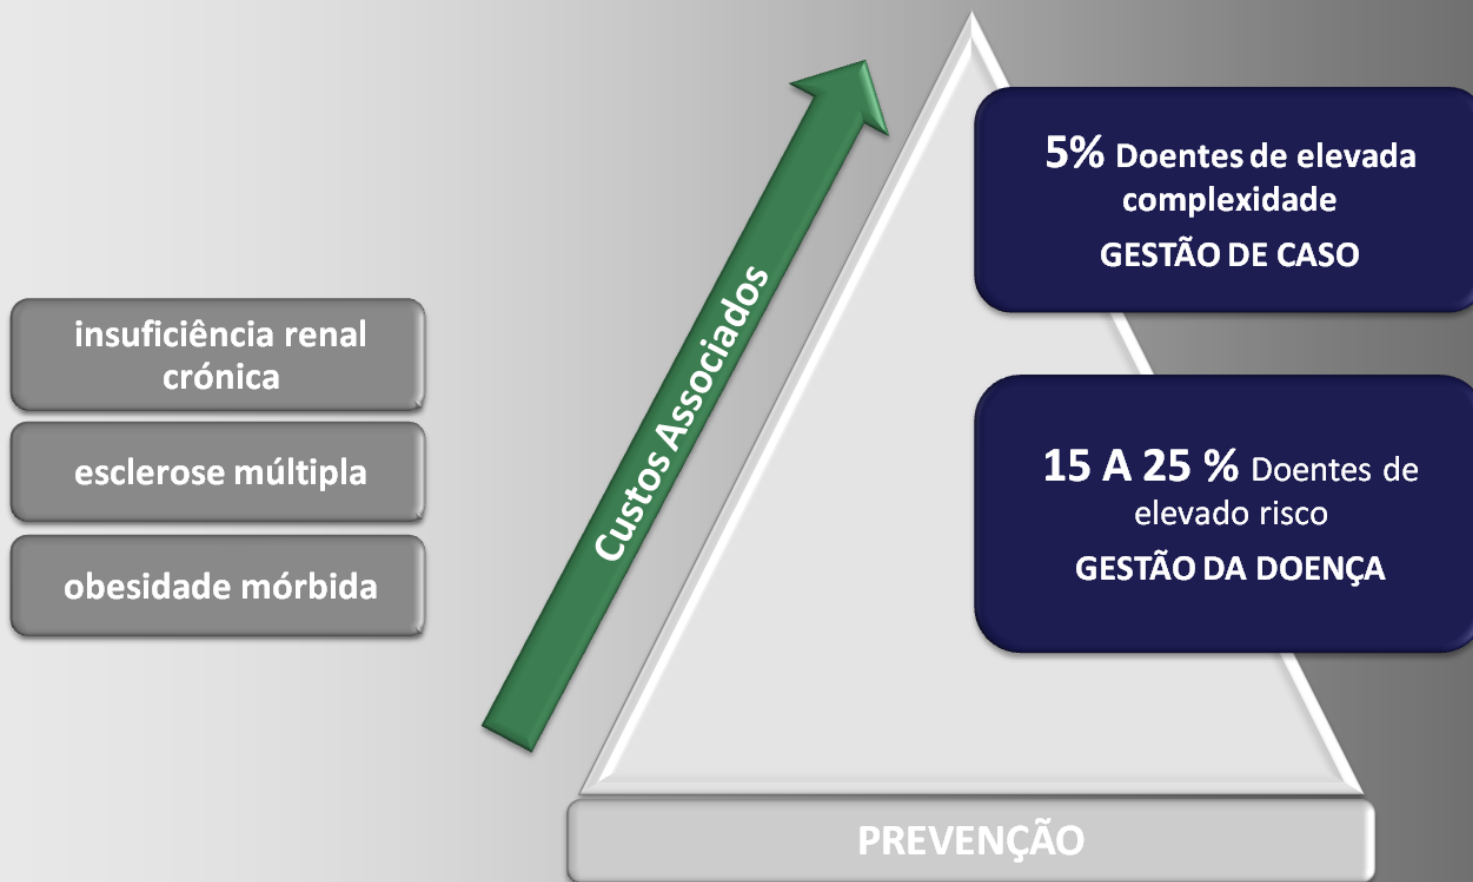 insuficiência renal
crónica
esclerose múltipla
obesidade mórbida
Custos Associados
5% Doentes de elevada
complexidade
GESTÃO DE CASO
15 A 25 % Doentes de
elevado risco
GESTÃO DA DOENÇA
PREVENÇÃO